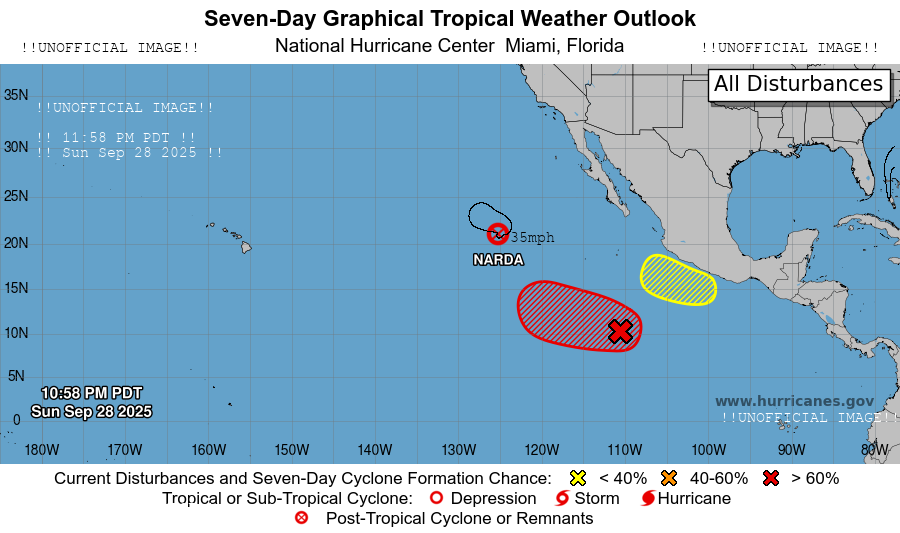 Seven-Day Graphical Tropical Weather Outlook
!!UNOFFICIAL IMAGE!! National Hurricane Center  Miami, Florida !!UNOFFICIAL IMAGE!!
All Disturbances
35N
!!UNOFFICIAL IMAGE!!
!! 11:58 PM PDT !!
30N
!! Sun Sep 28 2025 !!
25N
20N
35mph
NARDA
15N
10N
5N
10:58 PM PDT
Sun Sep 28 2025
www.hurricanes.gov
0
!!UNOFFICIAL IMAGE!!
180W 170W 160W 150W 140W 130W 120W 110W 100W 90W 80W
Current Disturbances and Seven-Day Cyclone Formation Chance: < 40% 40-60% > 60%
Tropical or Sub-Tropical Cyclone: Depression Storm Hurricane
Post-Tropical Cyclone or Remnants